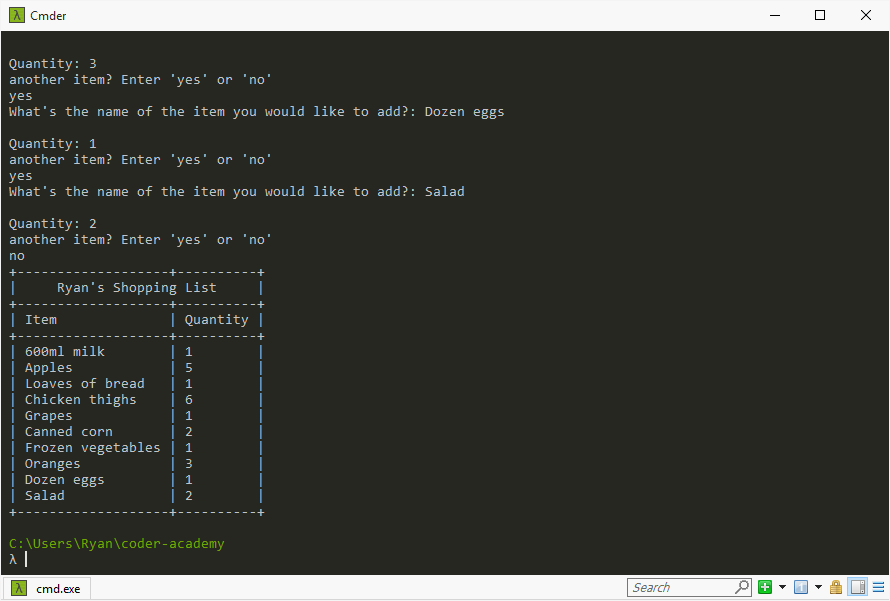 Cmder
Quantity: 3
another item? Enter 'yes' or 'no'
yes
What's the name of the item you would like to add?: Dozen eggs
Quantity: 1
another item? Enter 'yes' or 'no'
yes
What's the name of the item you would like to add?: Salad
Quantity: 2
another item? Enter 'yes' or 'no'
no
+-------------------+----------+
|     Ryan's Shopping List     |
+-------------------+----------+
| Item              | Quantity |
+-------------------+----------+
| 600ml milk        | 1        |
| Apples            | 5        |
| Loaves of bread   | 1        |
| Chicken thighs    | 6        |
| Grapes            | 1        |
| Canned corn       | 2        |
| Frozen vegetables | 1        |
| Oranges           | 3        |
| Dozen eggs        | 1        |
| Salad             | 2        |
+-------------------+----------+
C:\Users\Ryan\coder-academy
λ
λ cmd.exe
Search